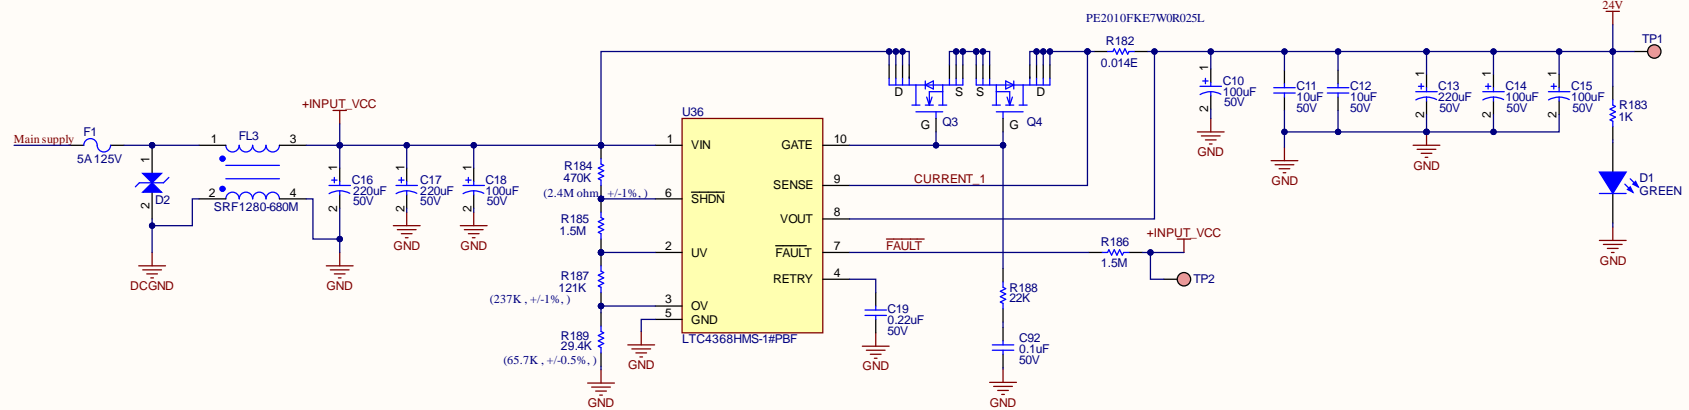 PE2010FKE7W0R025L
24V
TP1
R182
0.014E
D
S
S
D
G
Q3
G
Q4
1
2
C10
100uF
50V
C11
10uF
50V
C12
10uF
50V
1
2
C13
220uF
50V
1
2
C14
100uF
50V
1
2
C15
100uF
50V
R183
1K
GND
GND
GND
D1
GREEN
GND
Main supply
F1
5A 125V
1
2
D2
DCGND
FL3
1
3
2
4
SRF1280-680M
+INPUT_VCC
1
2
C16
220uF
50V
GND
1
2
C17
220uF
50V
GND
1
2
C18
100uF
50V
GND
R184
470K
(2.4M ohm , +/-1%, )
R185
1.5M
R187
121K
(237K , +/-1%, )
R189
29.4K
(65.7K , +/-0.5%, )
GND
U36
1
VIN
6
SHDN
2
UV
3
OV
5
GND
GATE
10
SENSE
9
VOUT
8
FAULT
7
RETRY
4
LTC4368HMS-1#PBF
GND
CURRENT_1
FAULT
R186
1.5M
+INPUT_VCC
TP2
C19
0.22uF
50V
GND
R188
22K
C92
0.1uF
50V
GND